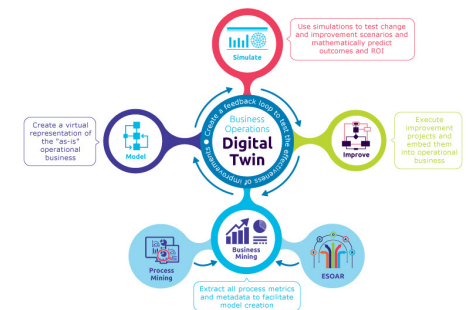 Use simulations to test change
and improvement scenarios and
mathematically predict
outcomes and ROI
Simulate
Create a feedback loop to test the effectiveness of improvements
Business
Operations
Digital
Twin
Create a virtual
representation of
the "as-is"
operational
business
Model
Improve
Execute
improvement
projects and
embed them
into operational
business
Business
Mining
Process
Mining
ESOAR
Extract all process metrics
and metadata to facilitate
model creation